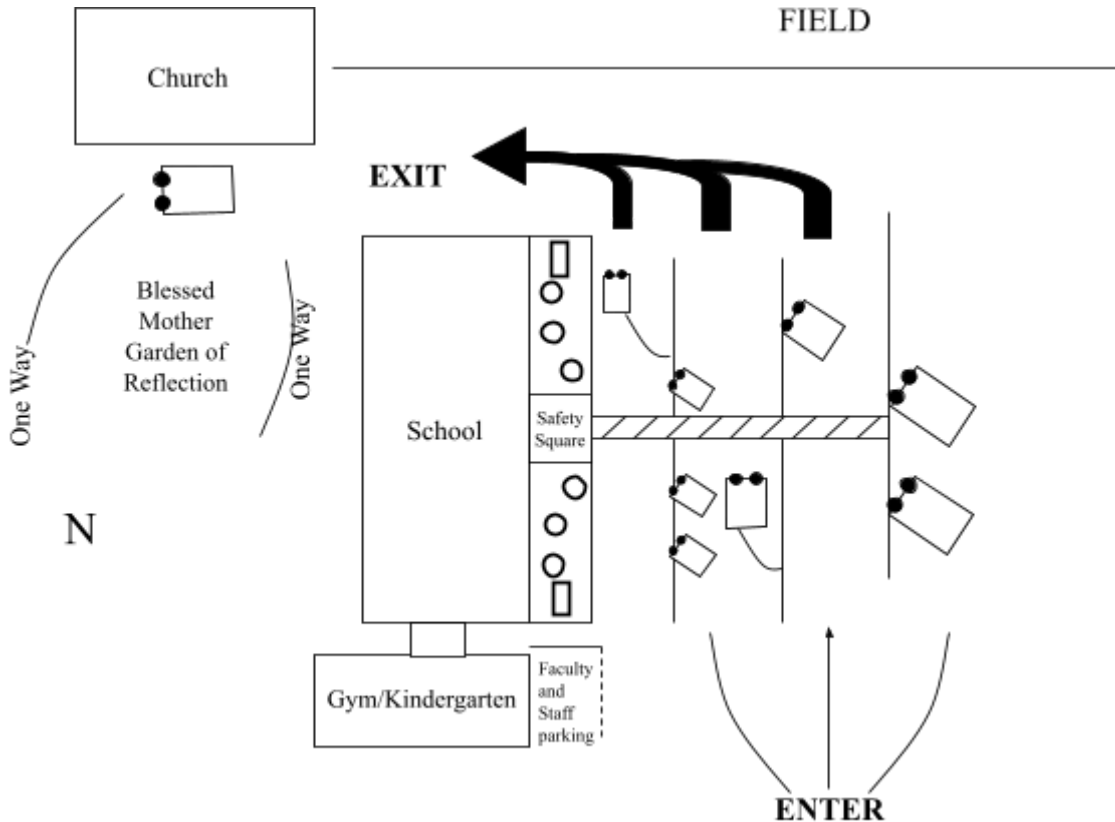 FIELD
Church
EXIT
Blessed
Mother
Garden of
Reflection
One Way
One Way
School
Safety
Square
N
Gym/Kindergarten
Faculty
and
Staff
parking
ENTER